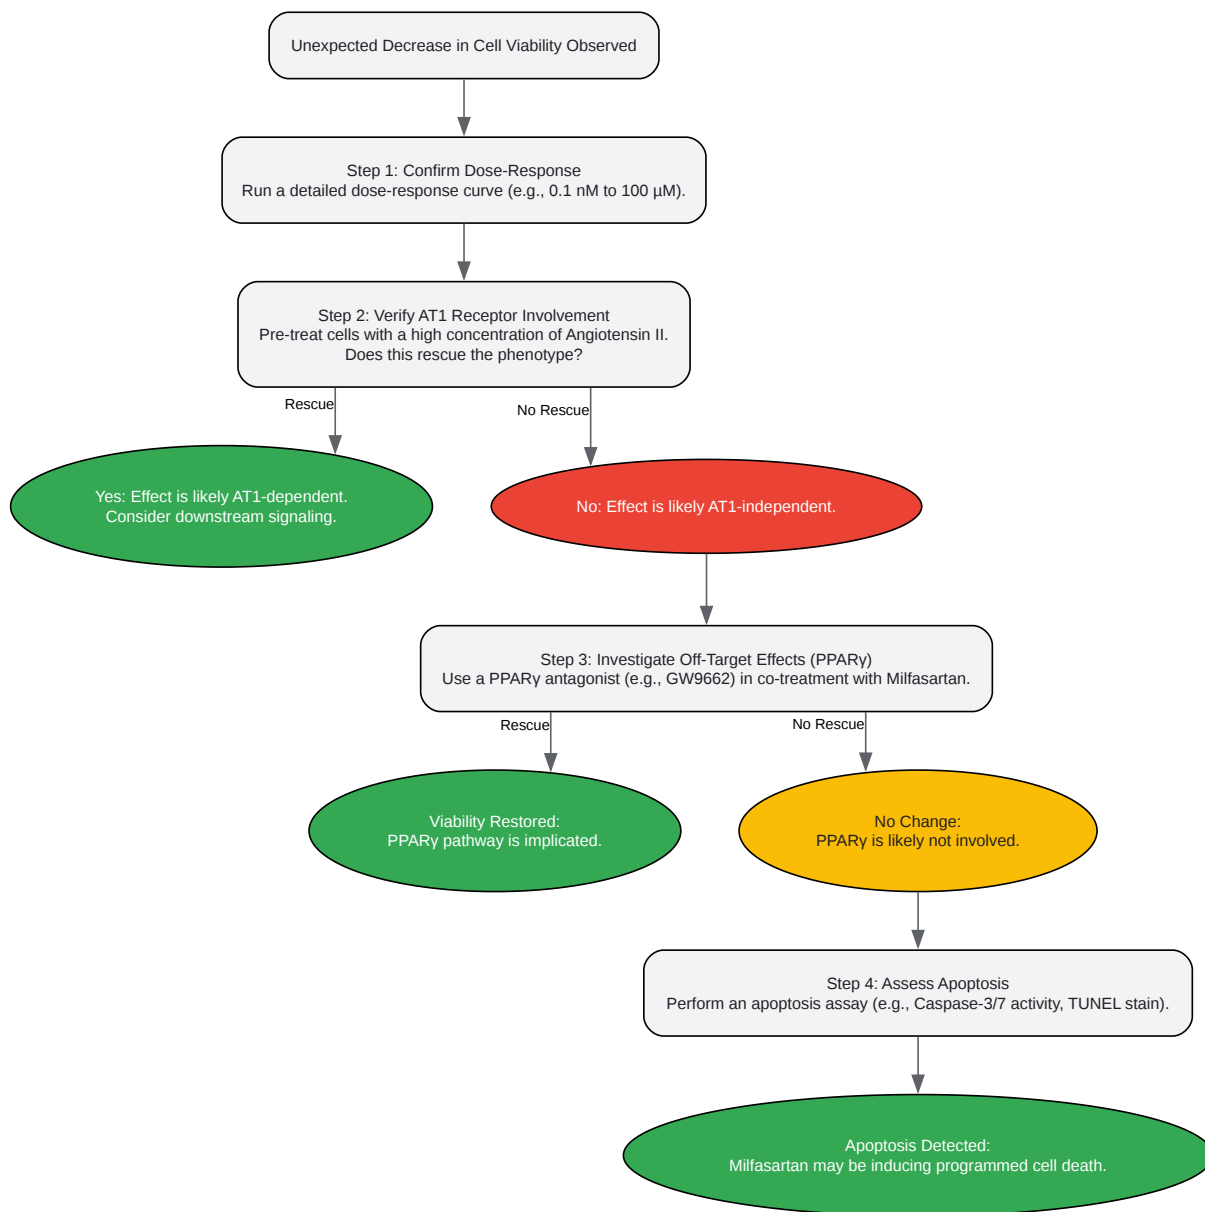 Unexpected Decrease in Cell Viability Observed
Step 1: Confirm Dose-Response
Run a detailed dose-response curve (e.g., 0.1 nM to 100 µM).
Step 2: Verify AT1 Receptor Involvement
Pre-treat cells with a high concentration of Angiotensin II.
Does this rescue the phenotype?
Rescue
No Rescue
Yes: Effect is likely AT1-dependent.
Consider downstream signaling.
No: Effect is likely AT1-independent.
Step 3: Investigate Off-Target Effects (PPARγ)
Use a PPARγ antagonist (e.g., GW9662) in co-treatment with Milfasartan.
Rescue
No Rescue
Viability Restored:
PPARγ pathway is implicated.
No Change:
PPARγ is likely not involved.
Step 4: Assess Apoptosis
Perform an apoptosis assay (e.g., Caspase-3/7 activity, TUNEL stain).
Apoptosis Detected:
Milfasartan may be inducing programmed cell death.